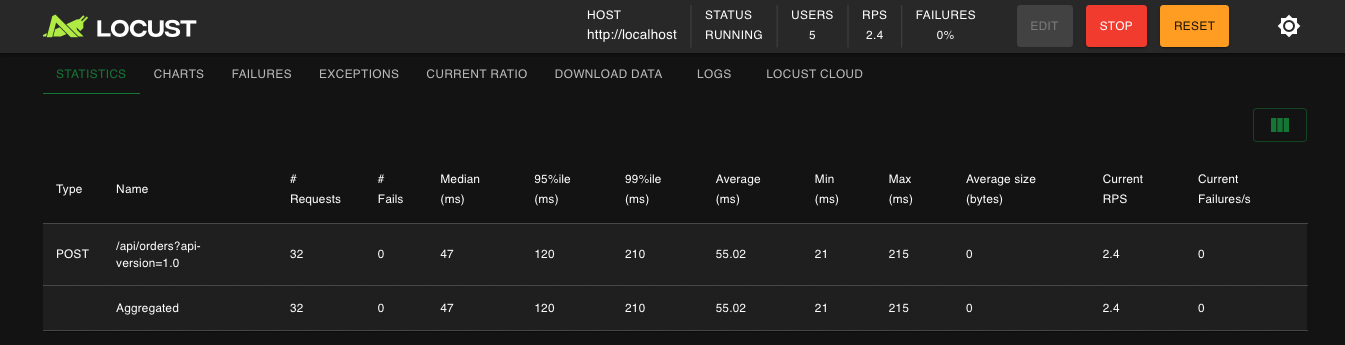 LOCUST
HOST STATUS USERS RPS FAILURES
http://localhost RUNNING 5 2.4 0%
EDIT STOP RESET
STATISTICS CHARTS FAILURES EXCEPTIONS CURRENT RATIO DOWNLOAD DATA LOGS LOCUST CLOUD
Type Name # Requests # Fails Median (ms) 95%ile (ms) 99%ile (ms) Average (ms) Min (ms) Max (ms) Average size (bytes) Current RPS Current Failures/s
POST /api/orders?api-version=1.0 32 0 47 120 210 55.02 21 215 0 2.4 0
Aggregated 32 0 47 120 210 55.02 21 215 0 2.4 0